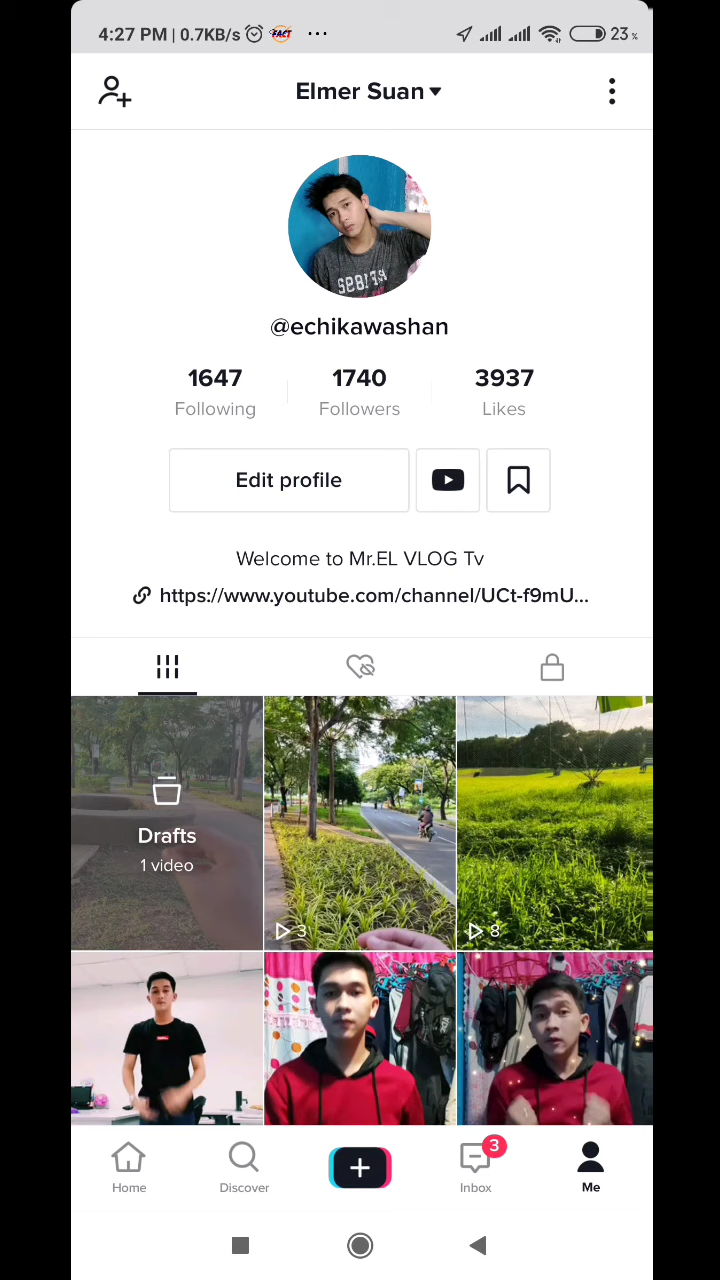 4:27 PM | 0.7KB/s FACT ... 23%
Elmer Suan
@echikawashan
1647 1740 3937
Following Followers Likes
Edit profile
Welcome to Mr.EL VLOG Tv
https://www.youtube.com/channel/UCt-f9mU...
Drafts
1 video
3 8
3
Home Discover Inbox Me